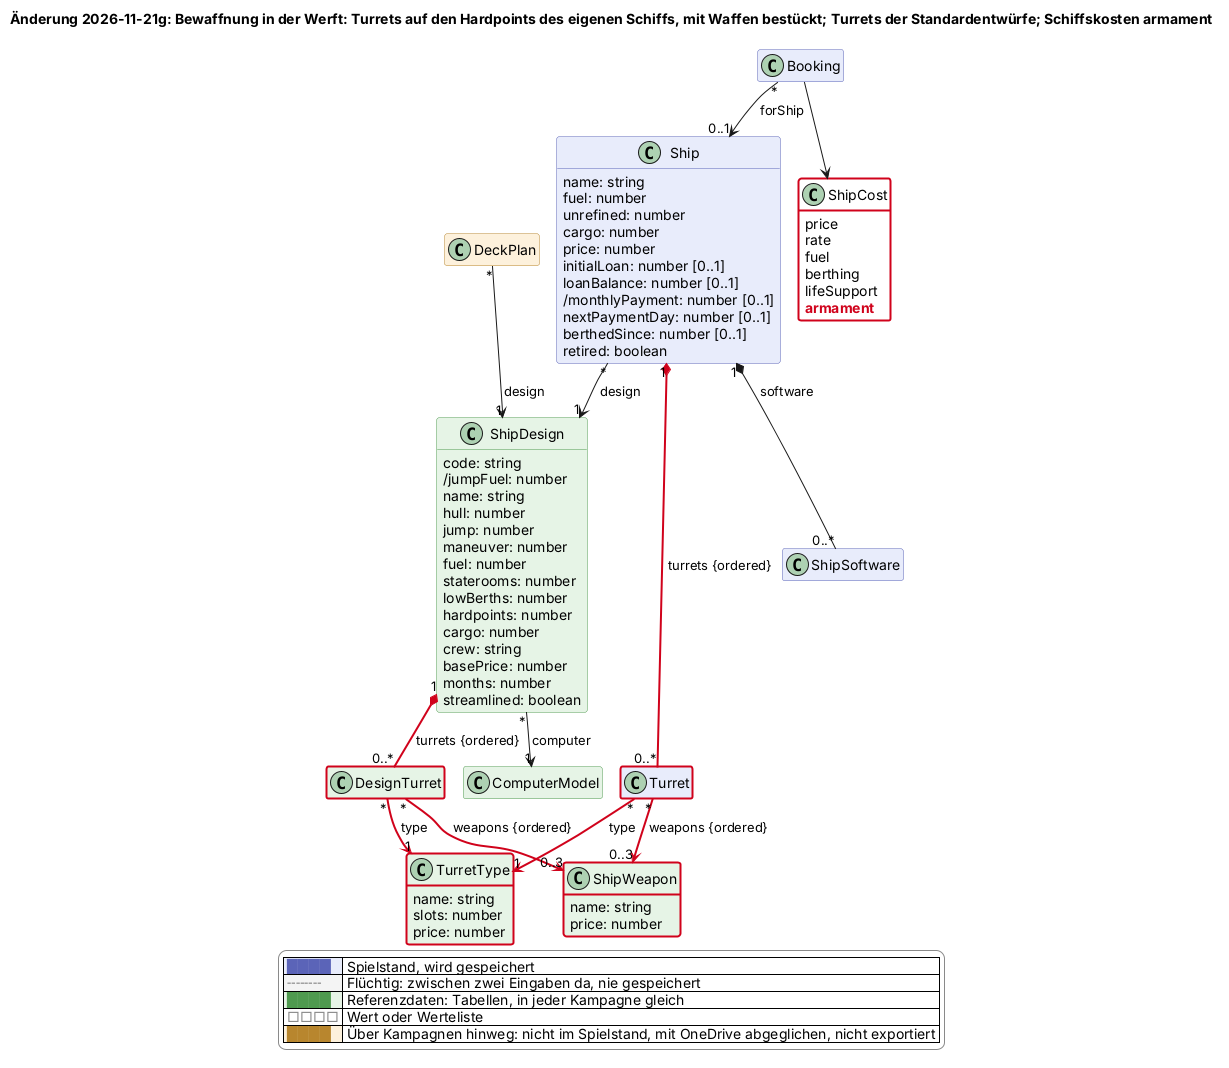 Änderung 2026-11-21g: Bewaffnung in der Werft: Turrets auf den Hardpoints des eigenen Schiffs, mit Waffen bestückt; Turrets der Standardentwürfe; Schiffskosten armament
C Booking
*
forShip
0..1
C Ship
name: string
fuel: number
unrefined: number
cargo: number
price: number
initialLoan: number [0..1]
loanBalance: number [0..1]
/monthlyPayment: number [0..1]
nextPaymentDay: number [0..1]
berthedSince: number [0..1]
retired: boolean
C ShipCost
price
rate
fuel
berthing
lifeSupport
armament
C DeckPlan
*
design
1
*
design
1
1
turrets {ordered}
0..*
1
software
0..*
C ShipDesign
code: string
/jumpFuel: number
name: string
hull: number
jump: number
maneuver: number
fuel: number
staterooms: number
lowBerths: number
hardpoints: number
cargo: number
crew: string
basePrice: number
months: number
streamlined: boolean
C ShipSoftware
1
turrets {ordered}
0..*
*
computer
1
C DesignTurret
C ComputerModel
C Turret
*
type
1
*
weapons {ordered}
0..3
*
type
1
*
weapons {ordered}
0..3
C TurretType
name: string
slots: number
price: number
C ShipWeapon
name: string
price: number
Spielstand, wird gespeichert
-------- Flüchtig: zwischen zwei Eingaben da, nie gespeichert
Referenzdaten: Tabellen, in jeder Kampagne gleich
Wert oder Werteliste
Über Kampagnen hinweg: nicht im Spielstand, mit OneDrive abgeglichen, nicht exportiert